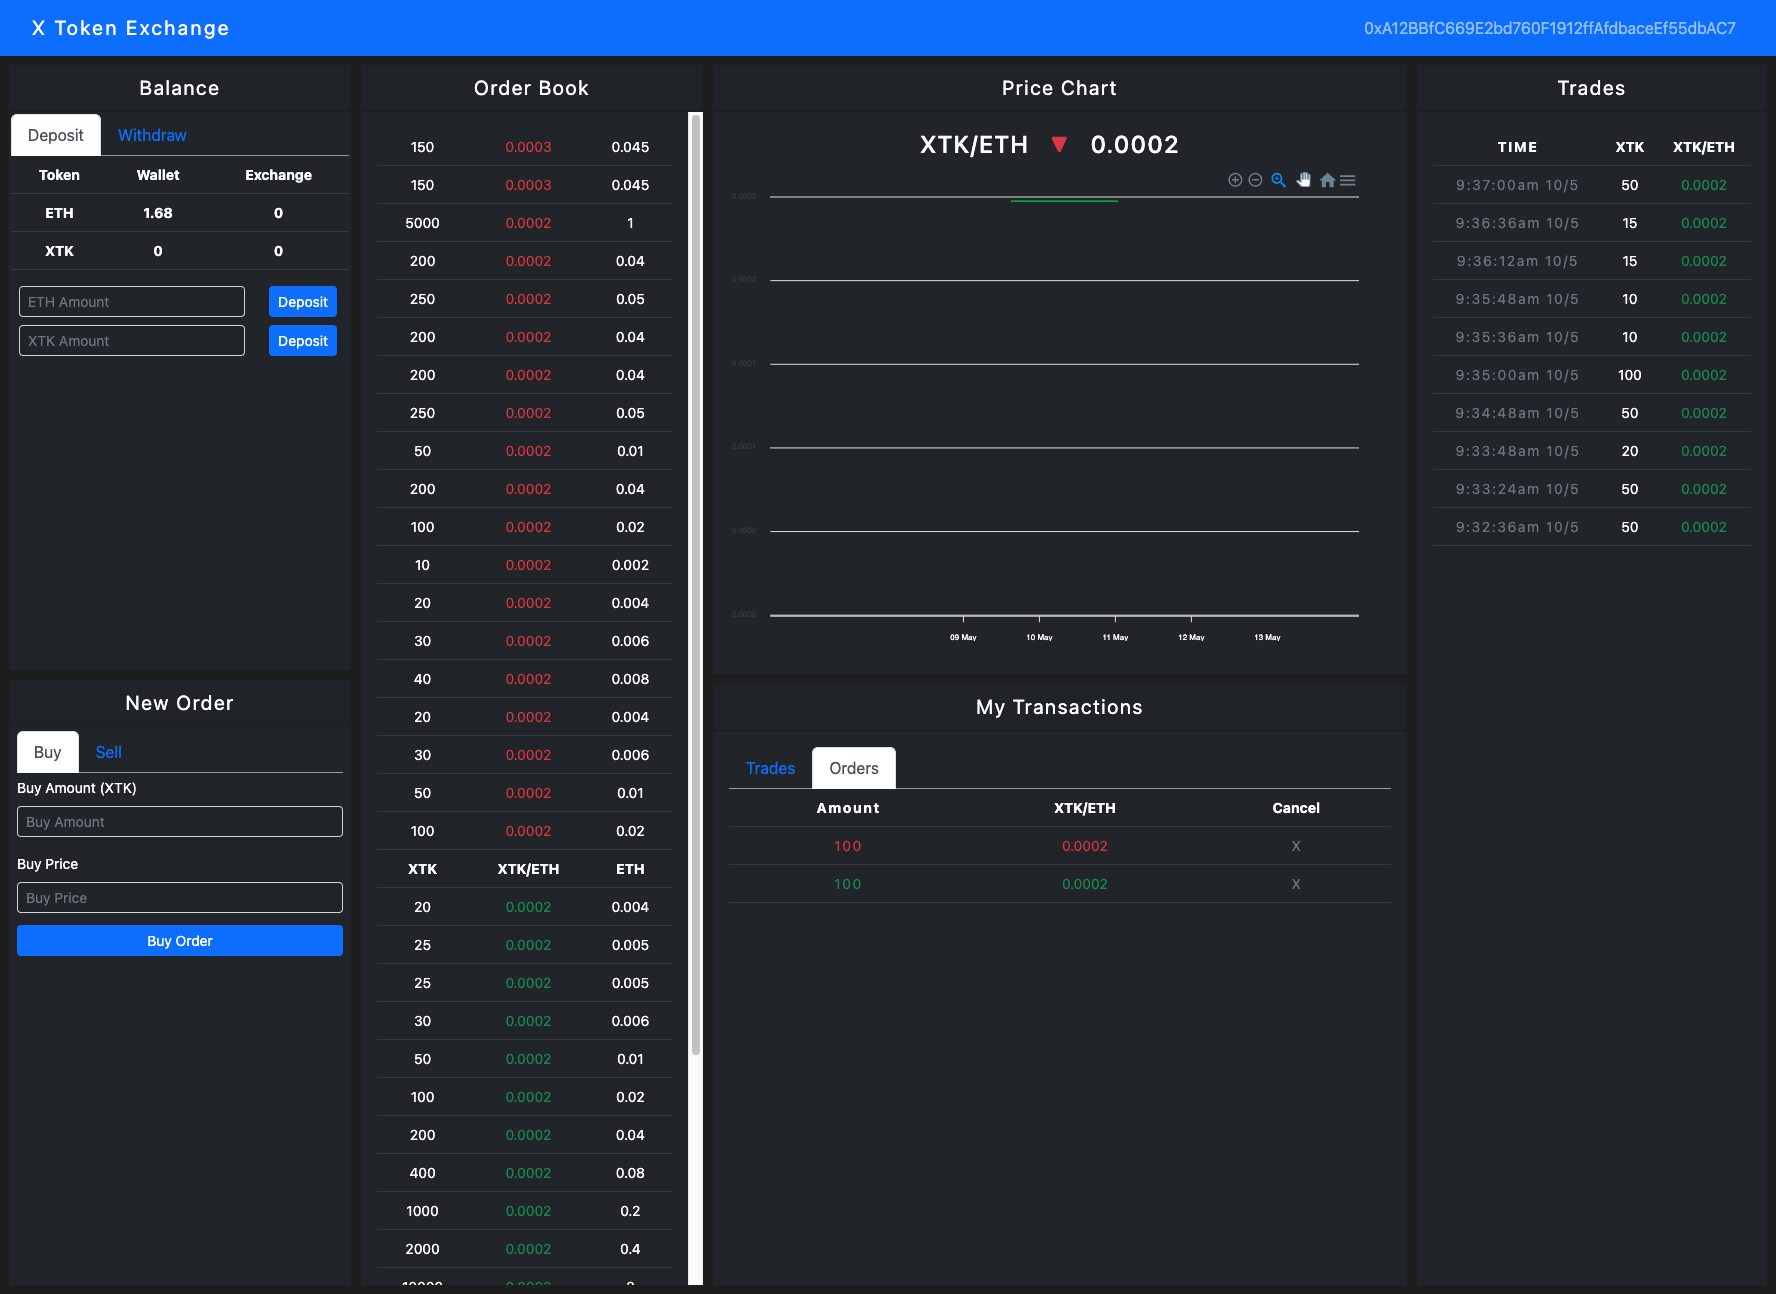 X Token Exchange
0xA12BBfC669E2bd760F1912ffAfdbaceEf55dbAC7
Balance
Deposit Withdraw
Token Wallet Exchange
ETH 1.68 0
XTK 0 0
ETH Amount Deposit
XTK Amount Deposit
New Order
Buy Sell
Buy Amount (XTK)
Buy Amount
Buy Price
Buy Price
Buy Order
Order Book
150 0.0003 0.045
150 0.0003 0.045
5000 0.0002 1
200 0.0002 0.04
250 0.0002 0.05
200 0.0002 0.04
200 0.0002 0.04
250 0.0002 0.05
50 0.0002 0.01
200 0.0002 0.04
100 0.0002 0.02
10 0.0002 0.002
20 0.0002 0.004
30 0.0002 0.006
40 0.0002 0.008
20 0.0002 0.004
30 0.0002 0.006
50 0.0002 0.01
100 0.0002 0.02
XTK XTK/ETH ETH
20 0.0002 0.004
25 0.0002 0.005
25 0.0002 0.005
30 0.0002 0.006
50 0.0002 0.01
100 0.0002 0.02
200 0.0002 0.04
400 0.0002 0.08
1000 0.0002 0.2
2000 0.0002 0.4
Price Chart
XTK/ETH ▼ 0.0002
0.0002
0.0002
0.0001
0.0001
0.0000
0.0000
09 May 10 May 11 May 12 May 13 May
My Transactions
Trades Orders
Amount XTK/ETH Cancel
100 0.0002 X
100 0.0002 X
Trades
TIME XTK XTK/ETH
9:37:00am 10/5 50 0.0002
9:36:36am 10/5 15 0.0002
9:36:12am 10/5 15 0.0002
9:35:48am 10/5 10 0.0002
9:35:36am 10/5 10 0.0002
9:35:00am 10/5 100 0.0002
9:34:48am 10/5 50 0.0002
9:33:48am 10/5 20 0.0002
9:33:24am 10/5 50 0.0002
9:32:36am 10/5 50 0.0002